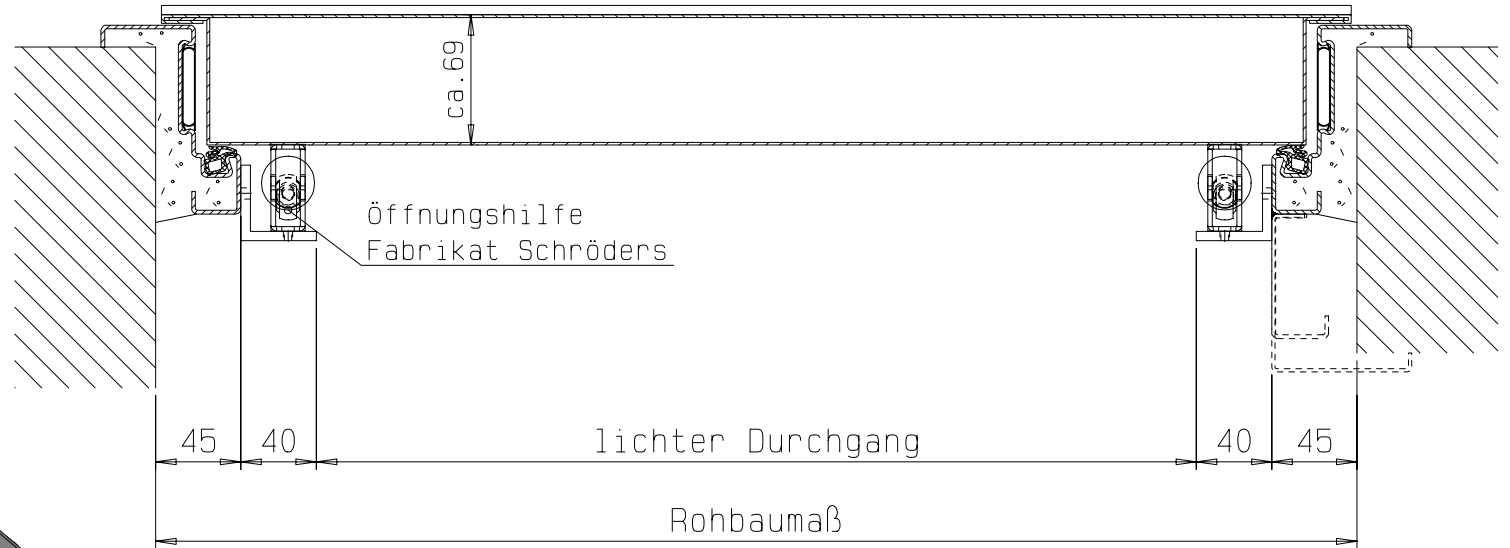 ca.69
Öffnungshilfe
Fabrikat Schröders
45 40 lichter Durchgang 40 45
Rohbaumaß